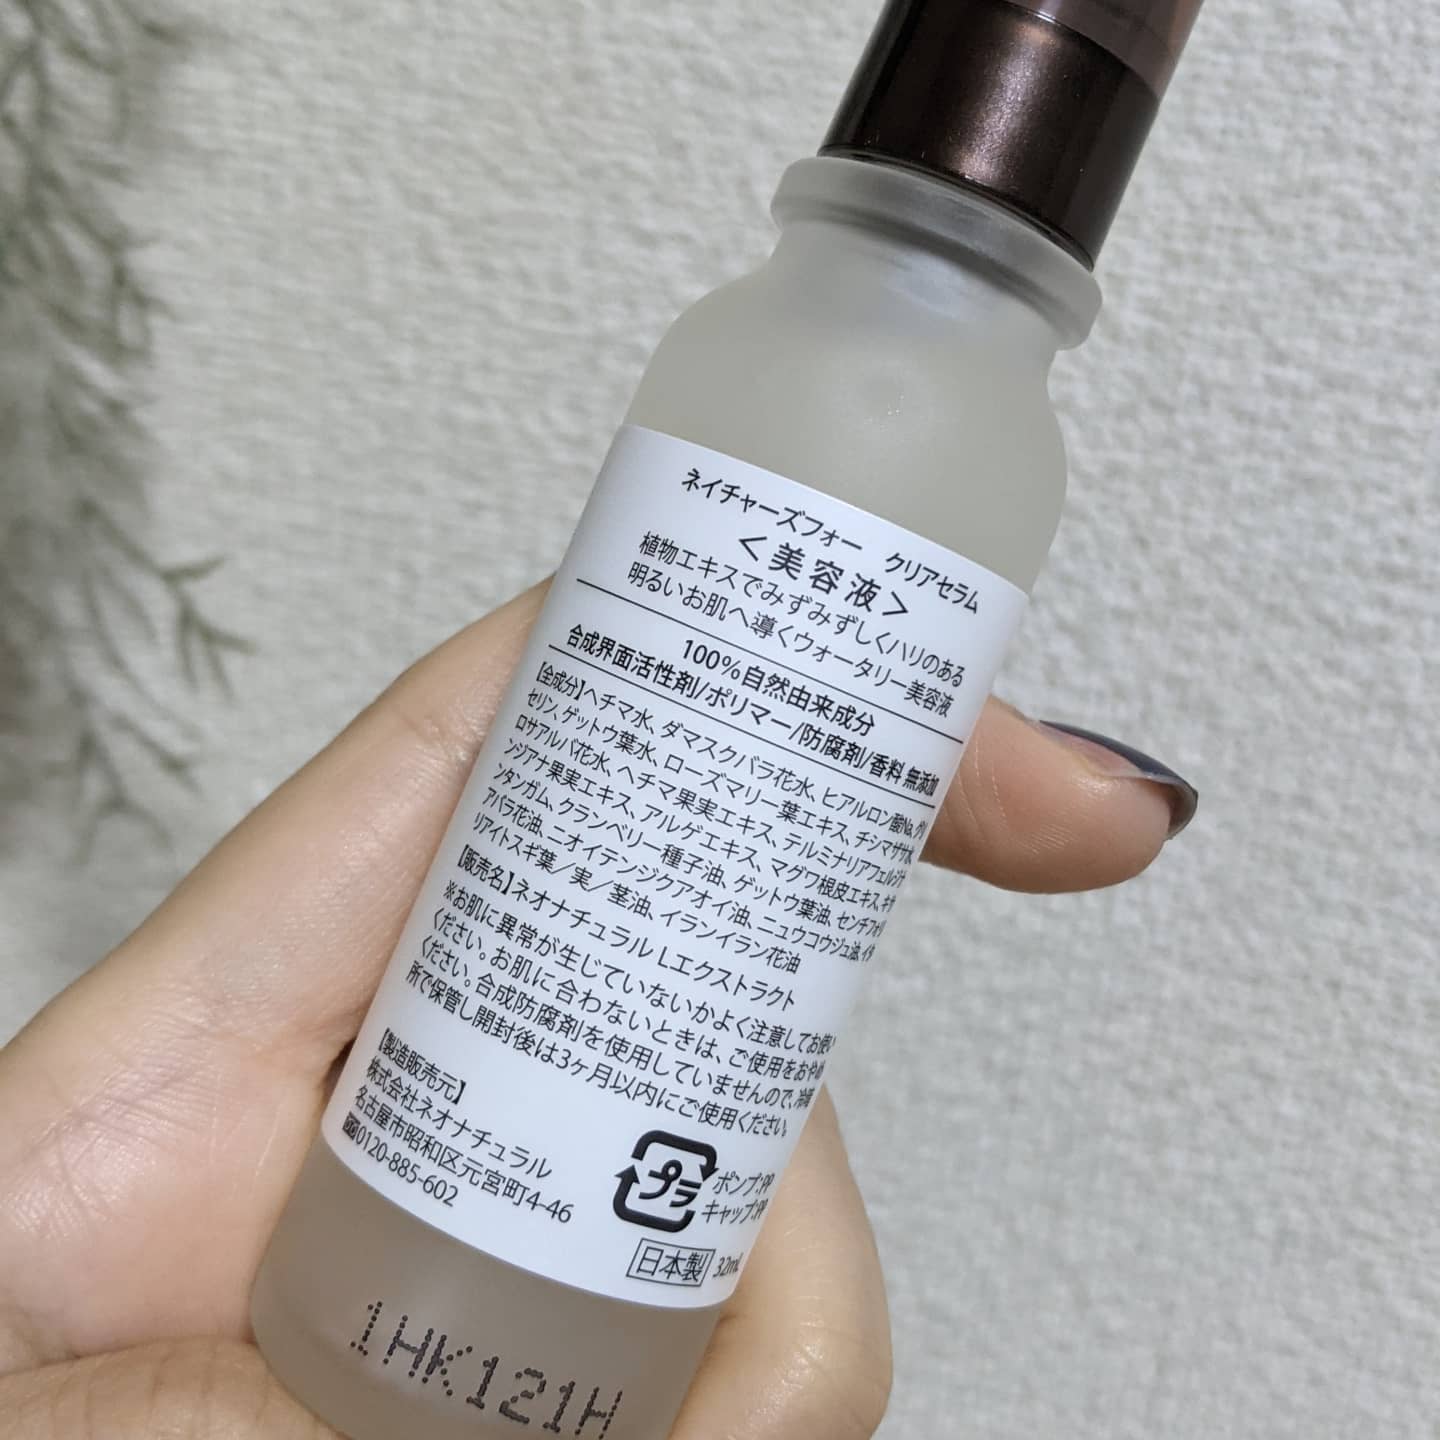 ネイチャーズフォー クリアセラム
＜美容液＞
植物エキスでみずみずしくハリのある
明るいお肌へ導くウォータリー美容液
100%自然由来成分
合成界面活性剤/ポリマー/防腐剤/香料 無添加
【全成分】ヘチマ水、ダマスクバラ花水、ヒアルロン酸Na、グリ
セリン、ゲットウ葉水、ローズマリー葉エキス、チシマザサ水、
ロサアルバ花水、ヘチマ果実エキス、テルミナリアフェルジナ
ンジアナ果実エキス、アルゲエキス、マグワ根皮エキス、キサ
ンタンガム、クランベリー種子油、ゲットウ葉油、センチフォリ
アバラ花油、ニオイテンジクアオイ油、ニュウコウジュ油、イタ
リアイトスギ葉／実／茎油、イランイラン花油
【販売名】ネオナチュラル Lエクストラクト
※お肌に異常が生じていないかよく注意してお使い
ください。お肌に合わないときは、ご使用をおやめ
ください。合成防腐剤を使用していませんので、冷暗
所で保管し開封後は3ヶ月以内にご使用ください。
【製造販売元】
株式会社ネオナチュラル
名古屋市昭和区元宮町4-46
0120-885-602
プラ
ポンプ:PP
キャップ:PP
日本製 32mL
1HK121H